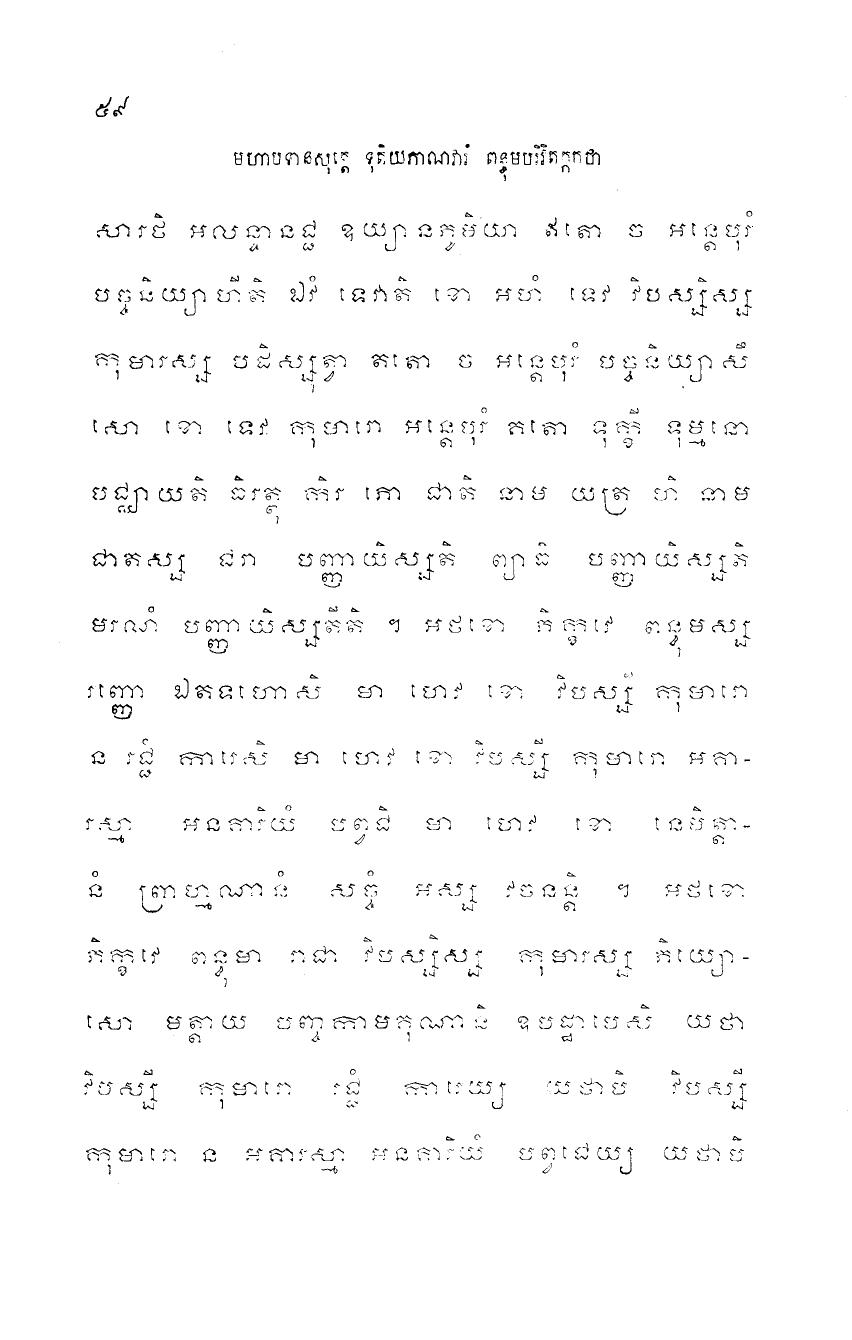 ៥៩
មហាបទានសុត្តេ ទុតិយភាណវារំ ពន្ធុមបរិវិតក្កកថា
សារថិ អលន្ទានជ្ជ ឧយ្យានភូមិយា ឥតោ ច អន្តេបុរំ
បច្ចនិយ្យាហីតិ ឯវំ ទេវាតិ ខោ អហំ ទេវ វិបស្សិស្ស
កុមារស្ស បដិស្សុត្វា តតោ ច អន្តេបុរំ បច្ចនិយ្យាសឹ
សោ ខោ ទេវ កុមារោ អន្តេបុរំ គតោ ទុក្ខី ទុម្មនោ
បជ្ឈាយតិ ធិរត្ថុ កិរ ភោ ជាតិ នាម យត្រ ហិ នាម
ជាតស្ស ជរា បញ្ញាយិស្សតិ ព្យាធិ បញ្ញាយិស្សតិ
មរណំ បញ្ញាយិស្សតីតិ ។ អថខោ ភិក្ខវេ ពន្ធុមស្ស
រញ្ញោ ឯតទហោសិ មា ហេវ ខោ វិបស្សី កុមារោ
ន រជ្ជំ ការេសិ មា ហេវ ខោ វិបស្សី កុមារោ អគា-
រស្មា អនគារិយំ បព្វជិ មា ហេវ ខោ នេមិត្តា-
នំ ព្រាហ្មណានំ សច្ចំ អស្ស វចនន្តិ ។ អថខោ
ភិក្ខវេ ពន្ធុមា រាជា វិបស្សិស្ស កុមារស្ស ភិយ្យោ-
សោ មត្តាយ បញ្ចកាមគុណានិ ឧបដ្ឋាបេសិ យថា
វិបស្សី កុមារោ រជ្ជំ ការេយ្យ យថាបិ វិបស្សី
កុមារោ ន អគារស្មា អនគារិយំ បព្វជេយ្យ យថាបិ